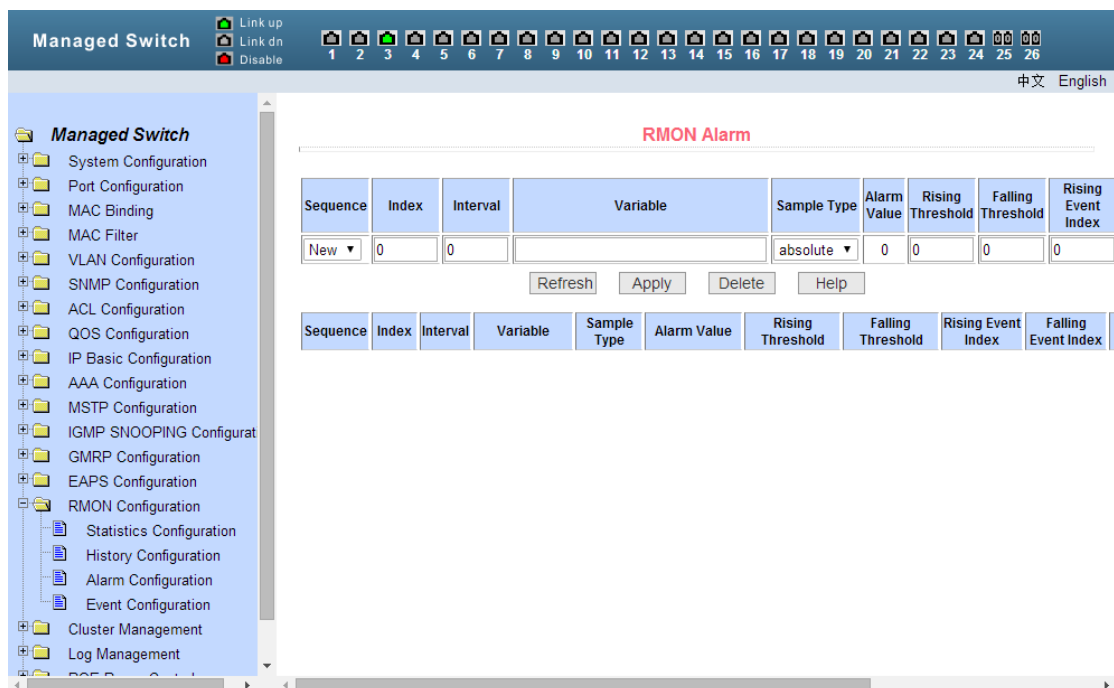 Managed Switch
Link up
Link dn
Disable
1 2 3 4 5 6 7 8 9 10 11 12 13 14 15 16 17 18 19 20 21 22 23 24 25 26
中文 English
Managed Switch
System Configuration
Port Configuration
MAC Binding
MAC Filter
VLAN Configuration
SNMP Configuration
ACL Configuration
QOS Configuration
IP Basic Configuration
AAA Configuration
MSTP Configuration
IGMP SNOOPING Configurat
GMRP Configuration
EAPS Configuration
RMON Configuration
Statistics Configuration
History Configuration
Alarm Configuration
Event Configuration
Cluster Management
Log Management
RMON Alarm
Sequence Index Interval Variable Sample Type Alarm Value Rising Threshold Falling Threshold Rising Event Index
New 0 0 absolute 0 0 0 0
Refresh Apply Delete Help
Sequence Index Interval Variable Sample Type Alarm Value Rising Threshold Falling Threshold Rising Event Index Falling Event Index